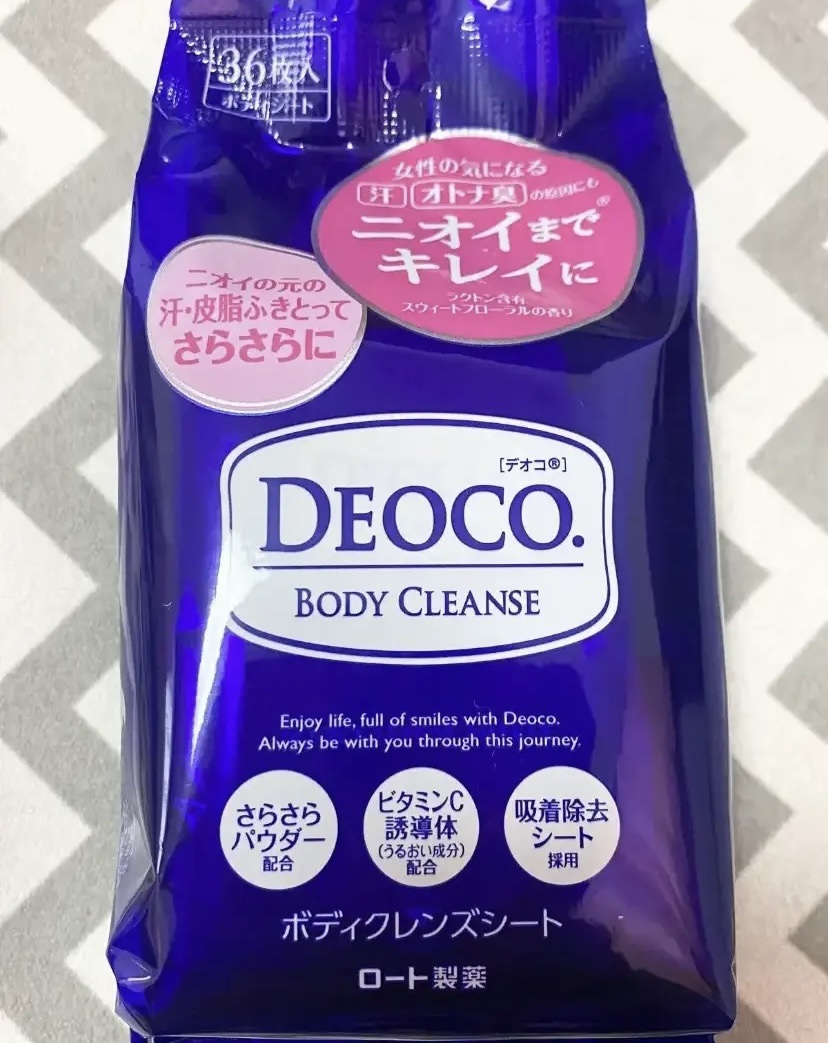 36枚入
ボディシート
女性の気になる
汗 オトナ臭 の原因にも
ニオイまで®
キレイに
ラクトン含有
スウィートフローラルの香り
ニオイの元の
汗・皮脂ふきとって
さらさらに
[デオコ®]
DEOCO.
BODY CLEANSE
Enjoy life, full of smiles with Deoco.
Always be with you through this journey.
さらさら
パウダー
配合
ビタミンC
誘導体
(うるおい成分)
配合
吸着除去
シート
採用
ボディクレンズシート
ロート製薬